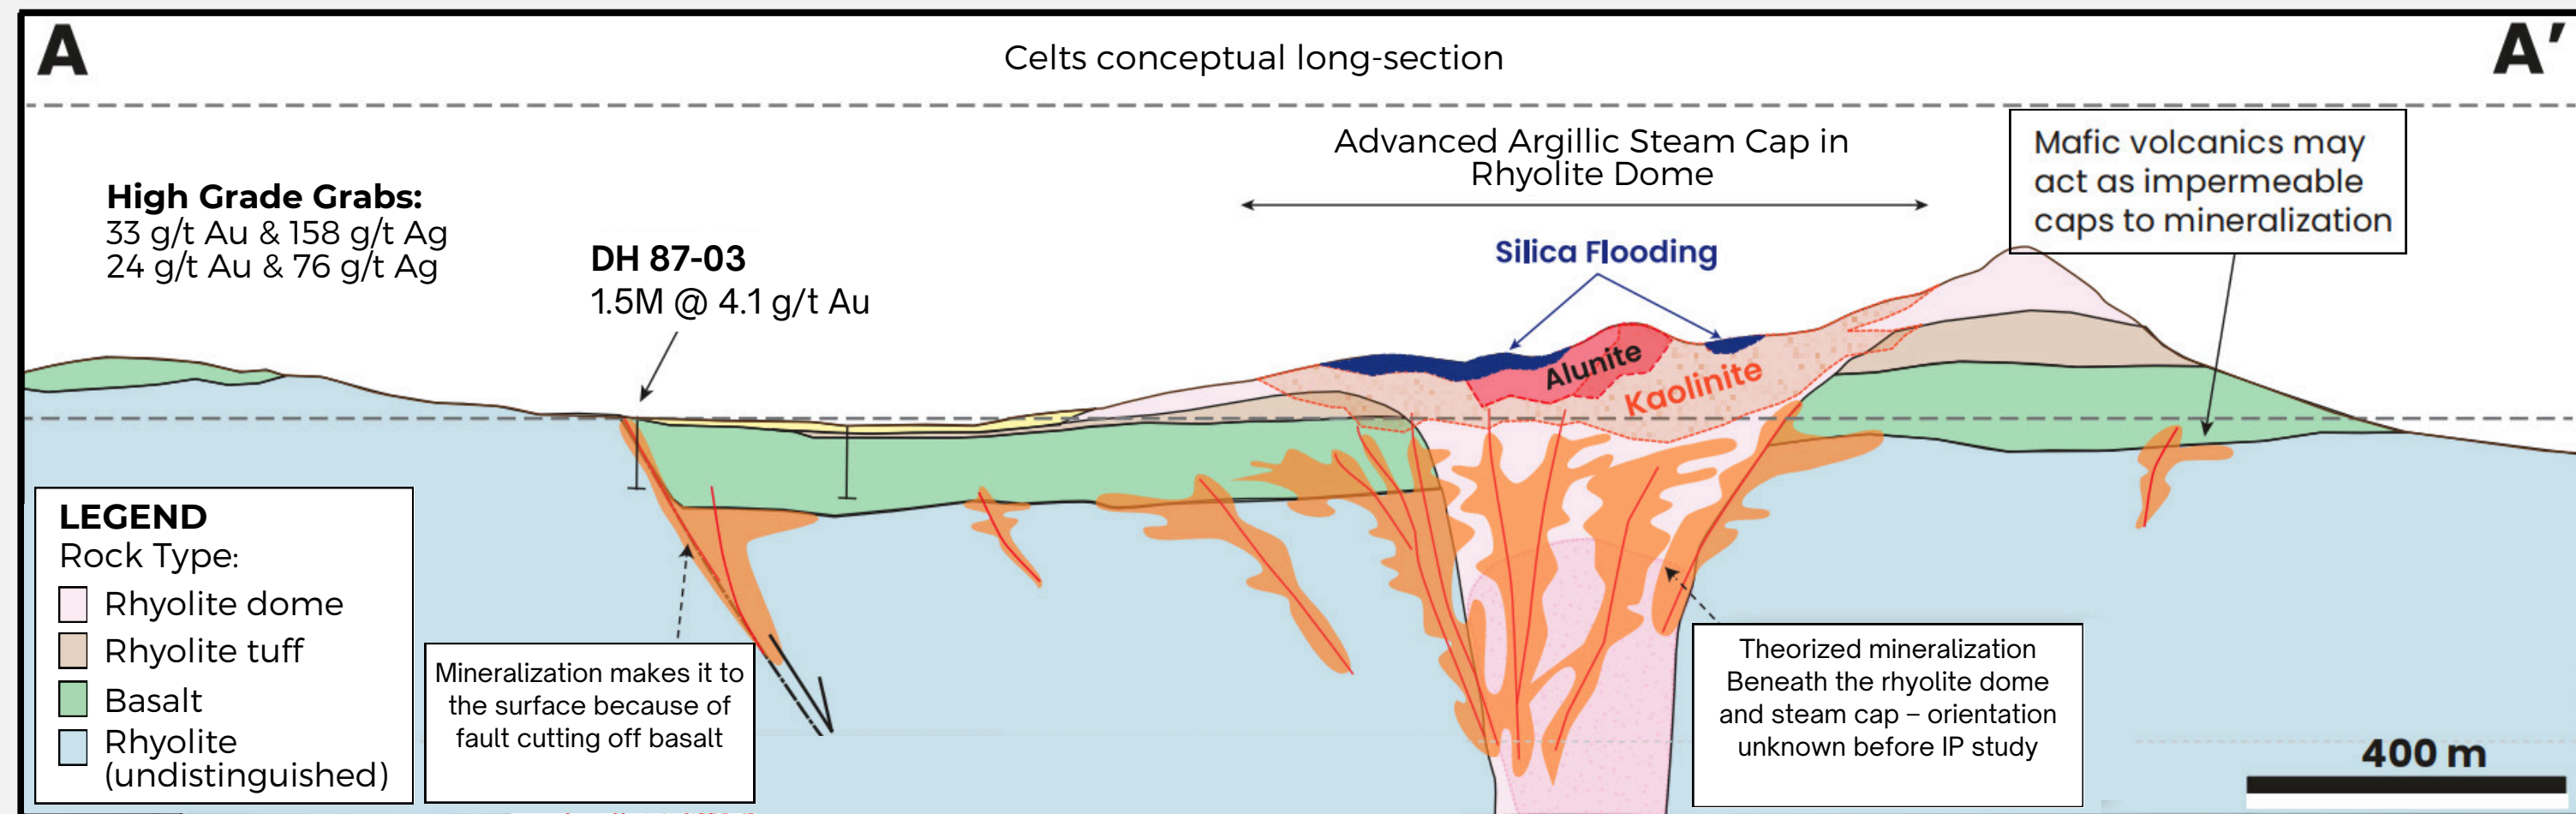 A
Celts conceptual long-section
A'
High Grade Grabs:
33 g/t Au & 158 g/t Ag
24 g/t Au & 76 g/t Ag
DH 87-03
1.5M @ 4.1 g/t Au
Advanced Argillic Steam Cap in
Rhyolite Dome
Silica Flooding
Mafic volcanics may
act as impermeable
caps to mineralization
Alunite
Kaolinite
LEGEND
Rock Type:
Rhyolite dome
Rhyolite tuff
Basalt
Rhyolite
(undistinguished)
Mineralization makes it to
the surface because of
fault cutting off basalt
Theorized mineralization
Beneath the rhyolite dome
and steam cap – orientation
unknown before IP study
400 m